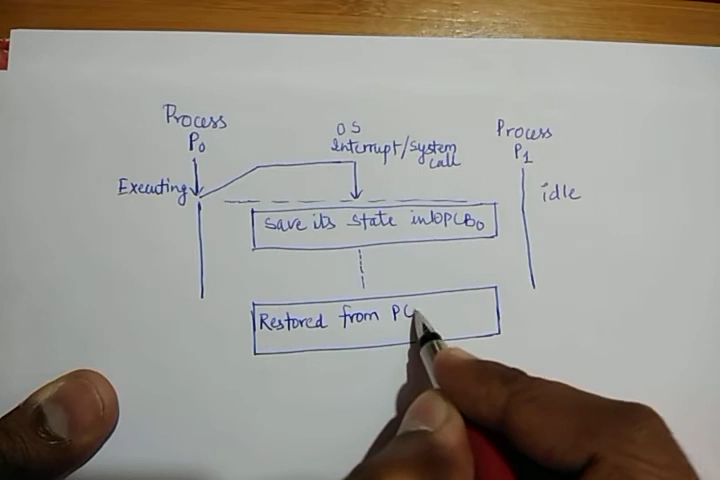 Process
P0
Executing
OS
Interrupt/System
call
Process
P1
idle
Save its state into PCB0
Restored from PC